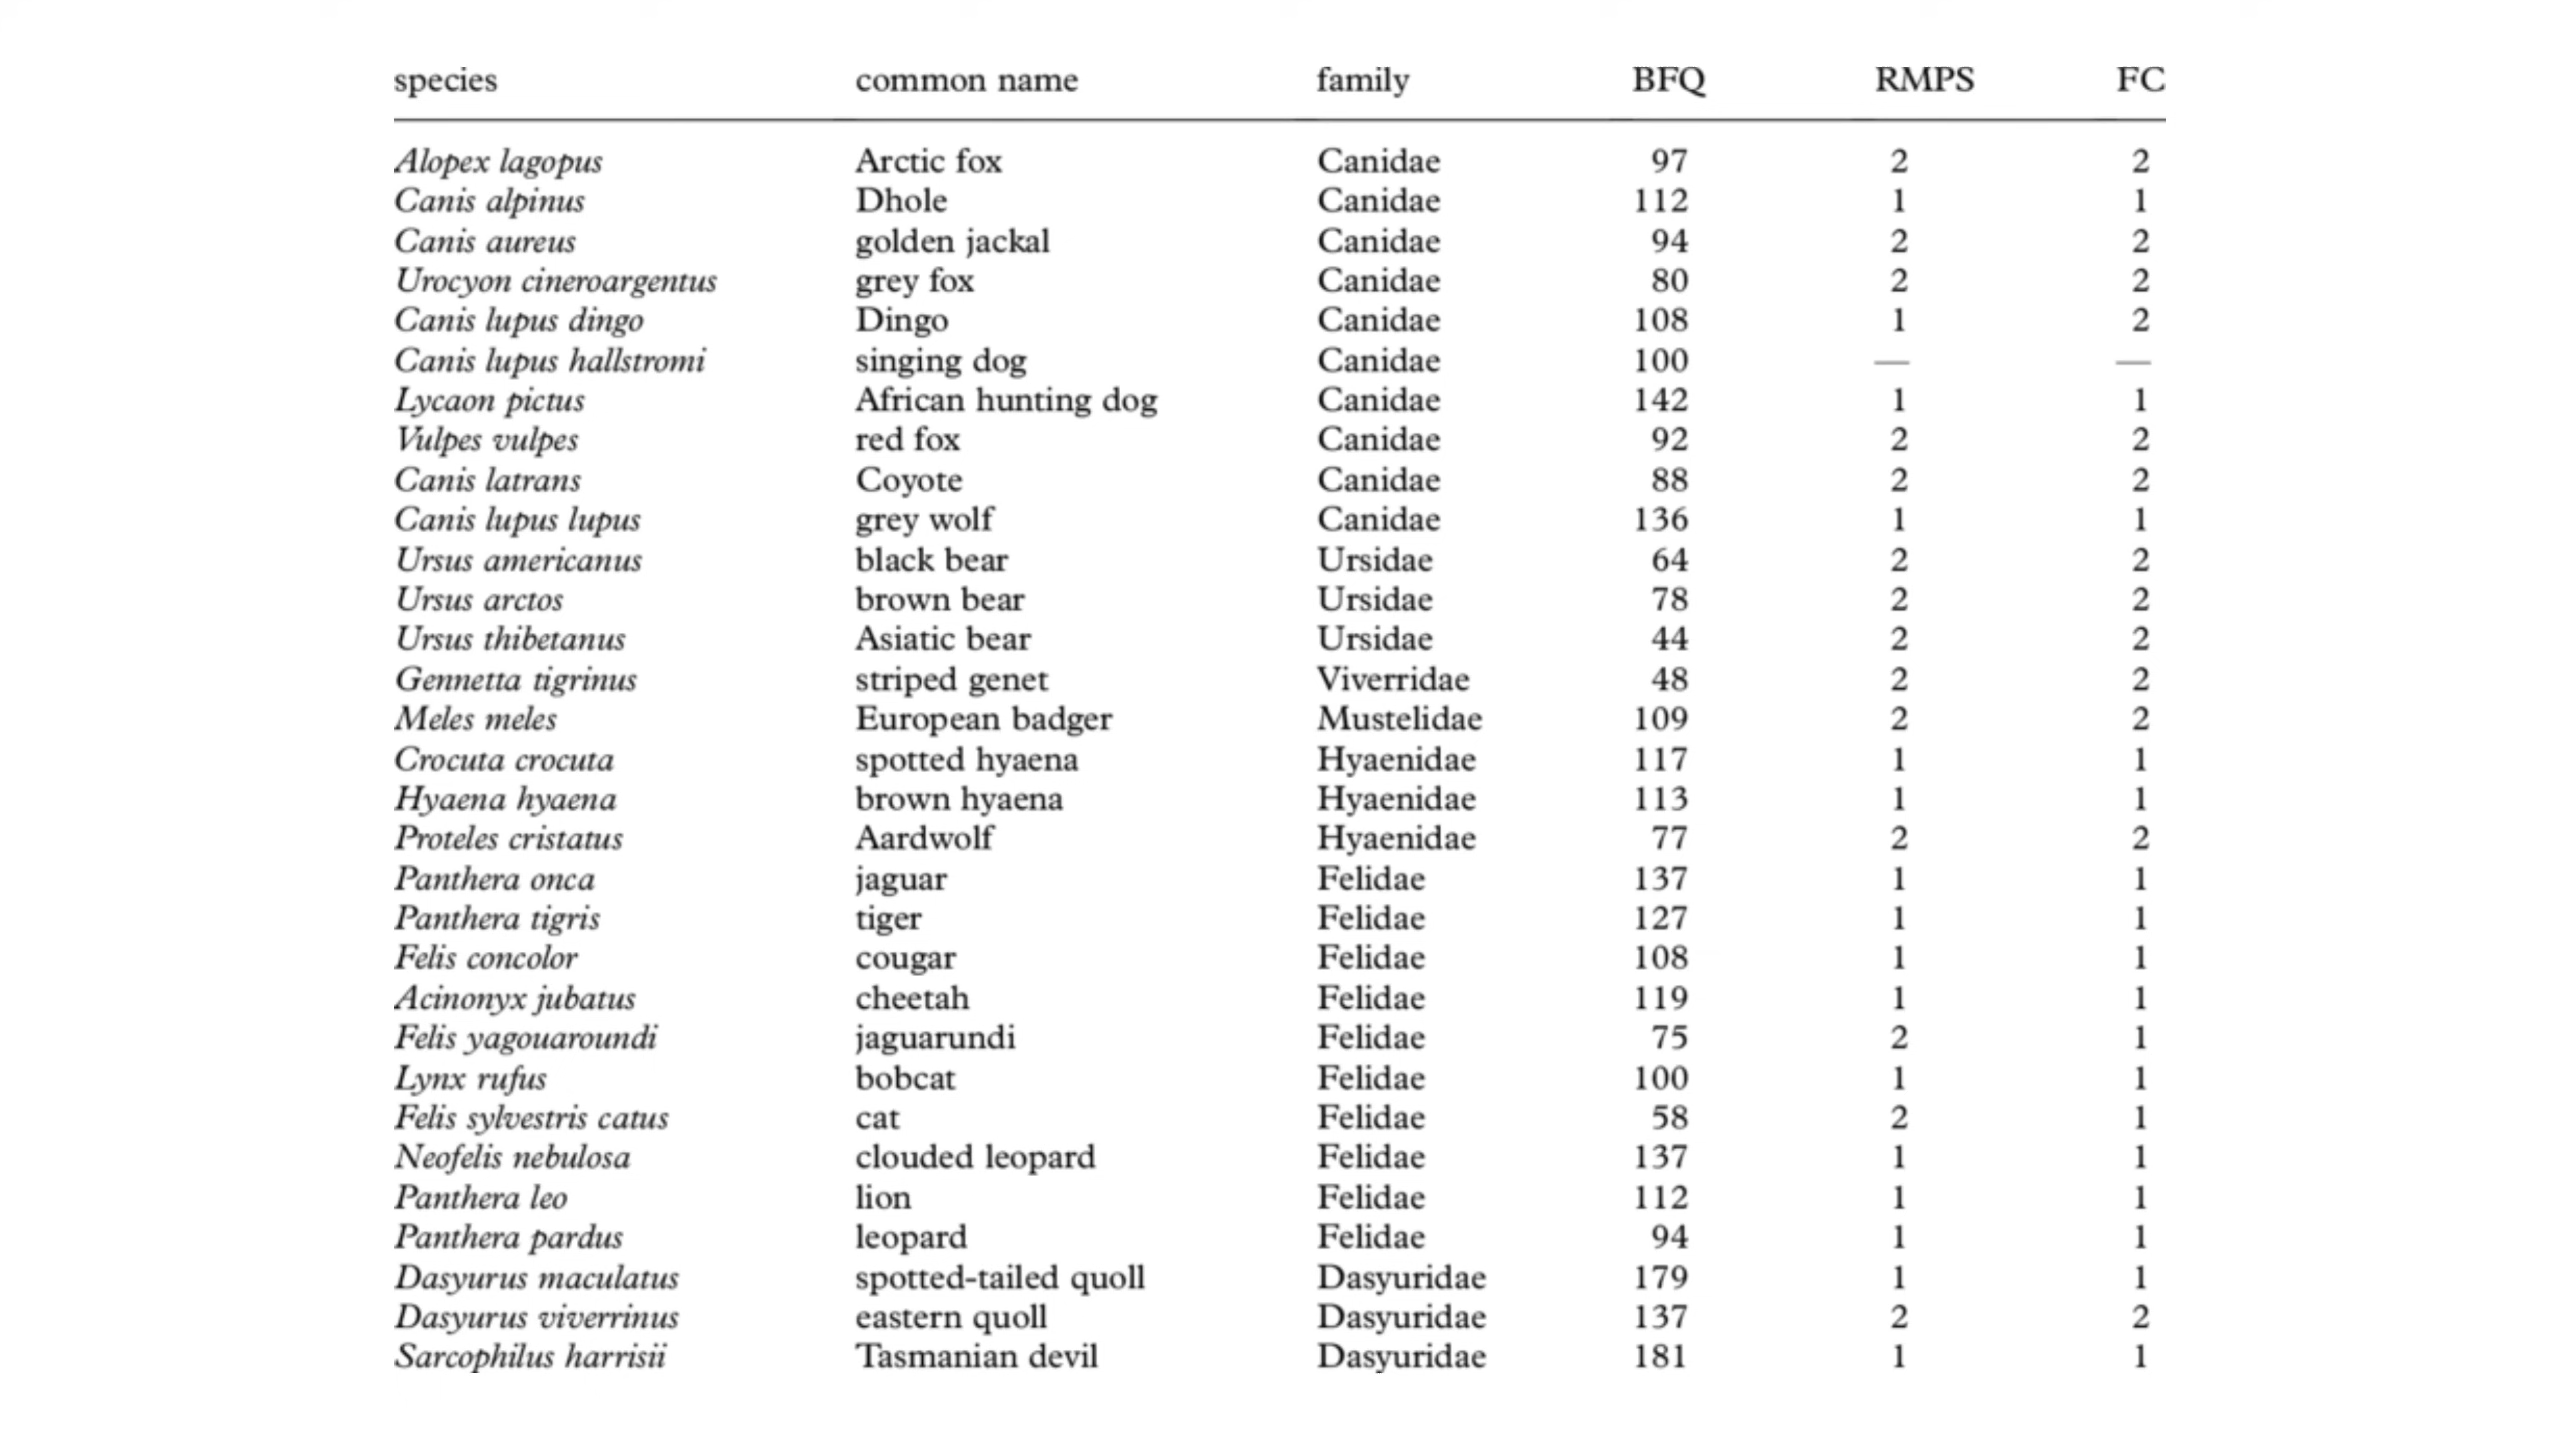 species common name family BFQ RMPS FC
Alopex lagopus Arctic fox Canidae 97 2 2
Canis alpinus Dhole Canidae 112 1 1
Canis aureus golden jackal Canidae 94 2 2
Urocyon cineroargentus grey fox Canidae 80 2 2
Canis lupus dingo Dingo Canidae 108 1 2
Canis lupus hallstromi singing dog Canidae 100 — —
Lycaon pictus African hunting dog Canidae 142 1 1
Vulpes vulpes red fox Canidae 92 2 2
Canis latrans Coyote Canidae 88 2 2
Canis lupus lupus grey wolf Canidae 136 1 1
Ursus americanus black bear Ursidae 64 2 2
Ursus arctos brown bear Ursidae 78 2 2
Ursus thibetanus Asiatic bear Ursidae 44 2 2
Gennetta tigrinus striped genet Viverridae 48 2 2
Meles meles European badger Mustelidae 109 2 2
Crocuta crocuta spotted hyaena Hyaenidae 117 1 1
Hyaena hyaena brown hyaena Hyaenidae 113 1 1
Proteles cristatus Aardwolf Hyaenidae 77 2 2
Panthera onca jaguar Felidae 137 1 1
Panthera tigris tiger Felidae 127 1 1
Felis concolor cougar Felidae 108 1 1
Acinonyx jubatus cheetah Felidae 119 1 1
Felis yagouaroundi jaguarundi Felidae 75 2 1
Lynx rufus bobcat Felidae 100 1 1
Felis sylvestris catus cat Felidae 58 2 1
Neofelis nebulosa clouded leopard Felidae 137 1 1
Panthera leo lion Felidae 112 1 1
Panthera pardus leopard Felidae 94 1 1
Dasyurus maculatus spotted-tailed quoll Dasyuridae 179 1 1
Dasyurus viverrinus eastern quoll Dasyuridae 137 2 2
Sarcophilus harrisii Tasmanian devil Dasyuridae 181 1 1